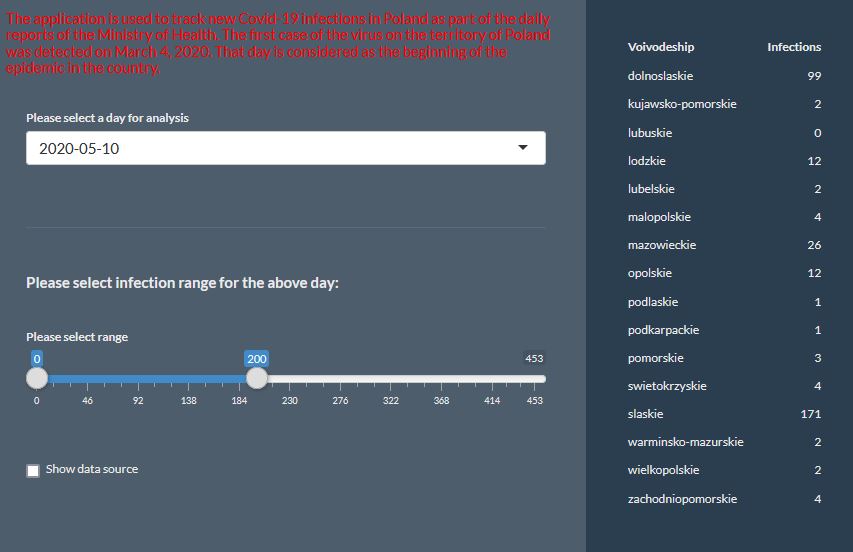 The application is used to track new Covid-19 infections in Poland as part of the daily
reports of the Ministry of Health. The first case of the virus on the territory of Poland
was detected on March 4, 2020. That day is considered as the beginning of the
epidemic in the country.
Please select a day for analysis
2020-05-10
Please select infection range for the above day:
Please select range
0 200 453
0 46 92 138 184 230 276 322 368 414 453
Show data source
Voivodeship Infections
dolnoslaskie 99
kujawsko-pomorskie 2
lubuskie 0
lodzkie 12
lubelskie 2
malopolskie 4
mazowieckie 26
opolskie 12
podlaskie 1
podkarpackie 1
pomorskie 3
swietokrzyskie 4
slaskie 171
warminsko-mazurskie 2
wielkopolskie 2
zachodniopomorskie 4